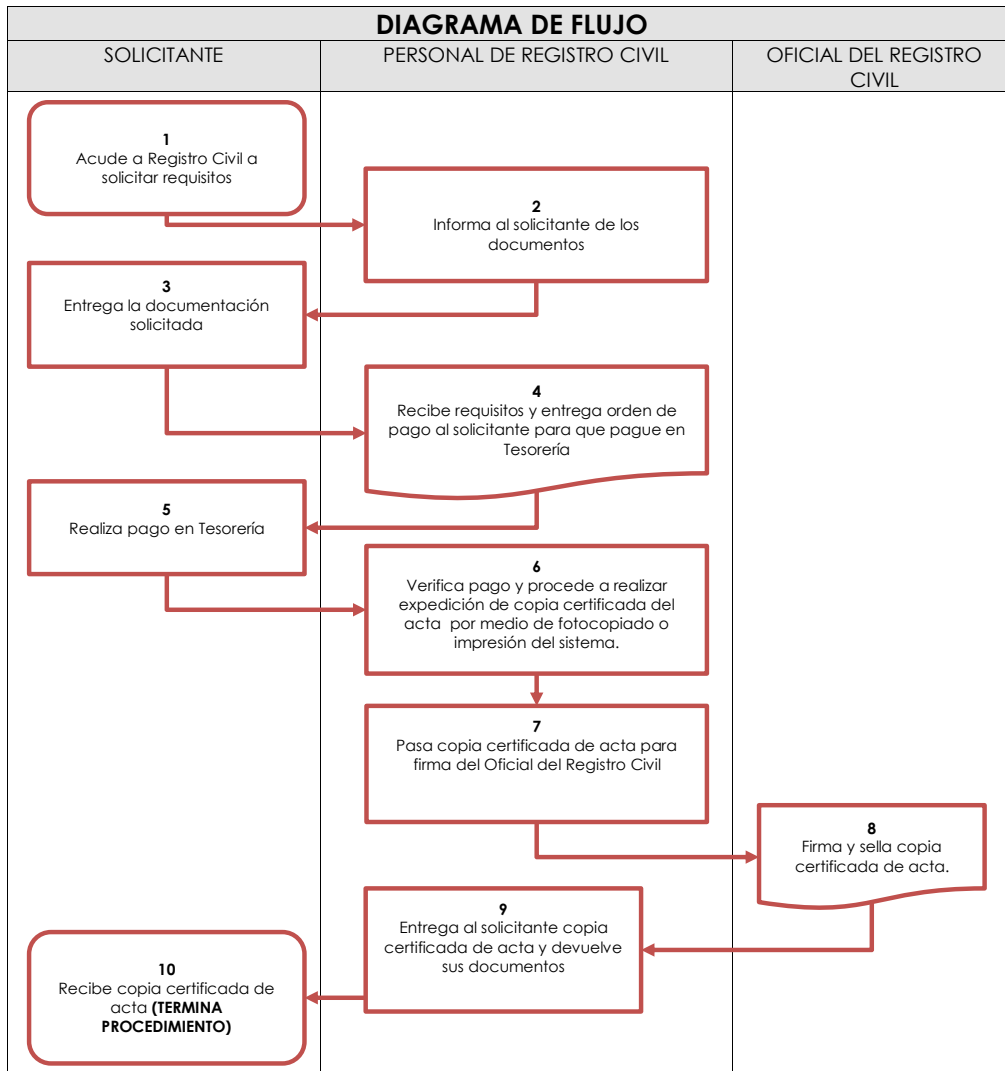 DIAGRAMA DE FLUJO
SOLICITANTE
PERSONAL DE REGISTRO CIVIL
OFICIAL DEL REGISTRO
CIVIL
1
Acude a Registro Civil a
solicitar requisitos
2
Informa al solicitante de los
documentos
3
Entrega la documentación
solicitada
4
Recibe requisitos y entrega orden de
pago al solicitante para que pague en
Tesorería
5
Realiza pago en Tesorería
6
Verifica pago y procede a realizar
expedición de copia certificada del
acta por medio de fotocopiado o
impresión del sistema.
7
Pasa copia certificada de acta para
firma del Oficial del Registro Civil
8
Firma y sella copia
certificada de acta.
9
Entrega al solicitante copia
certificada de acta y devuelve
sus documentos
10
Recibe copia certificada de
acta (TERMINA
PROCEDIMIENTO)